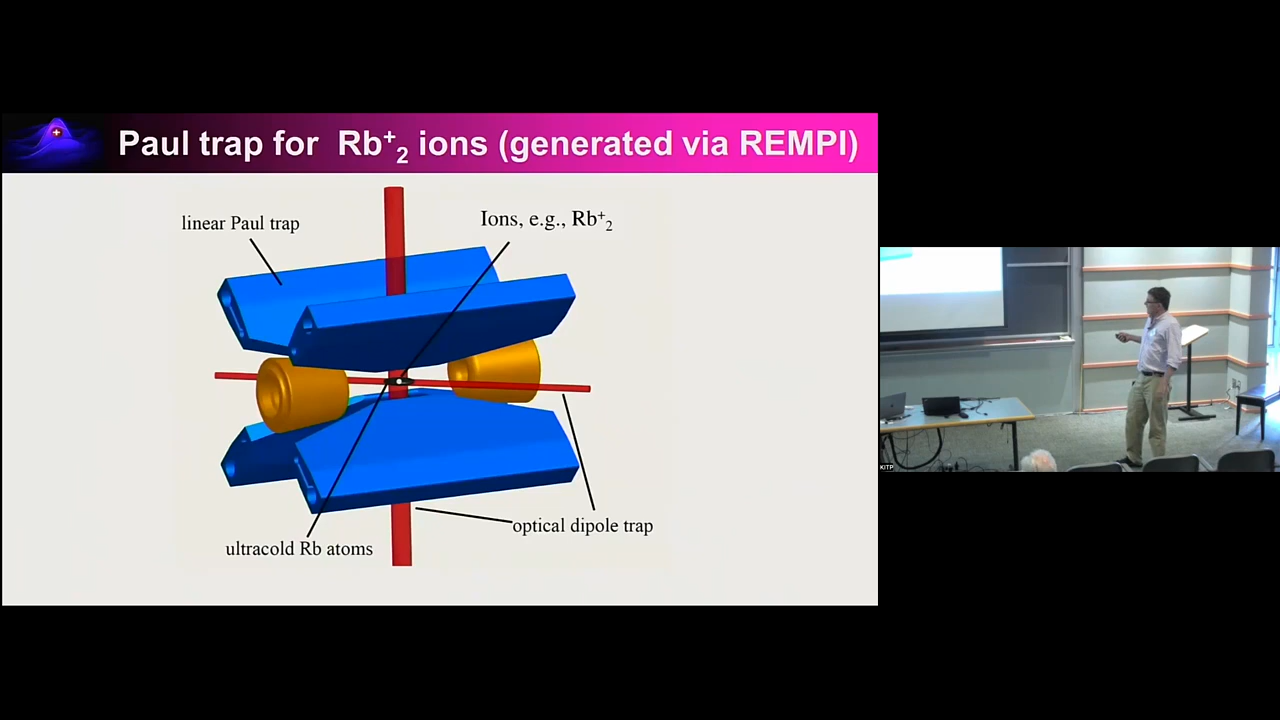 Paul trap for Rb⁺₂ ions (generated via REMPI)
linear Paul trap
Ions, e.g., Rb⁺₂
optical dipole trap
ultracold Rb atoms
KITP